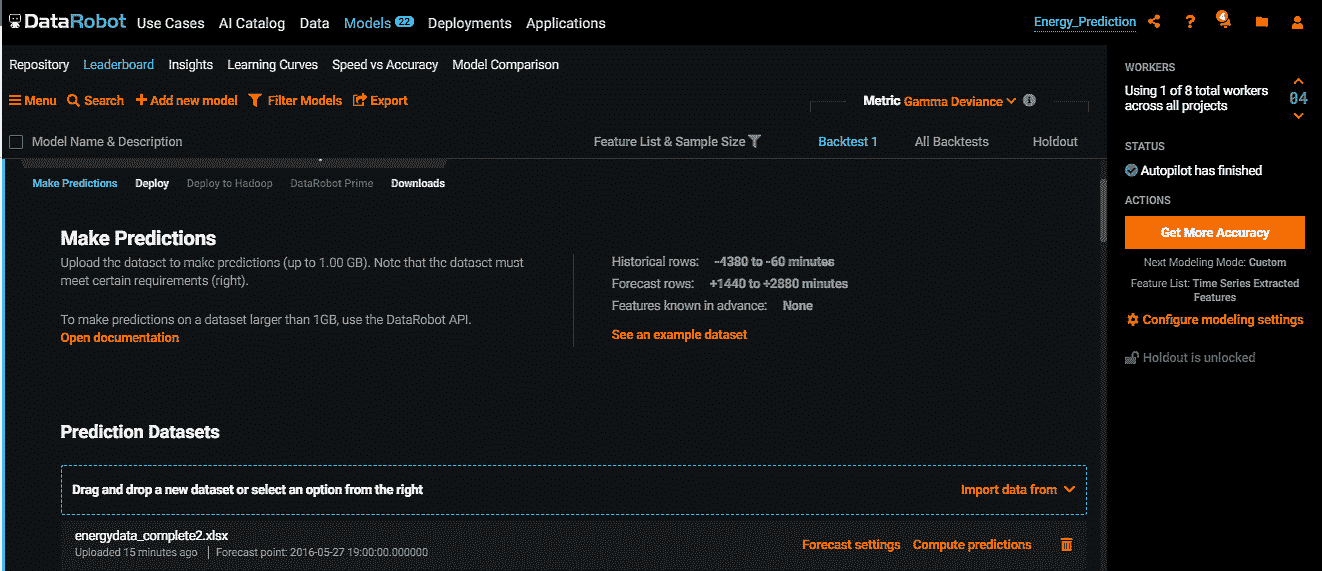 DataRobot Use Cases AI Catalog Data Models 22 Deployments Applications Energy_Prediction ? 4
Repository Leaderboard Insights Learning Curves Speed vs Accuracy Model Comparison
Menu Search + Add new model Filter Models Export Metric Gamma Deviance
Model Name & Description Feature List & Sample Size Backtest 1 All Backtests Holdout
Make Predictions Deploy Deploy to Hadoop DataRobot Prime Downloads
Make Predictions
Upload the dataset to make predictions (up to 1.00 GB). Note that the dataset must
meet certain requirements (right).
To make predictions on a dataset larger than 1GB, use the DataRobot API.
Open documentation
Historical rows: -4380 to -60 minutes
Forecast rows: +1440 to +2880 minutes
Features known in advance: None
See an example dataset
Prediction Datasets
Drag and drop a new dataset or select an option from the right Import data from
energydata_complete2.xlsx
Uploaded 15 minutes ago | Forecast point: 2016-05-27 19:00:00.000000
Forecast settings Compute predictions
WORKERS
Using 1 of 8 total workers
across all projects
04
STATUS
Autopilot has finished
ACTIONS
Get More Accuracy
Next Modeling Mode: Custom
Feature List: Time Series Extracted
Features
Configure modeling settings
Holdout is unlocked